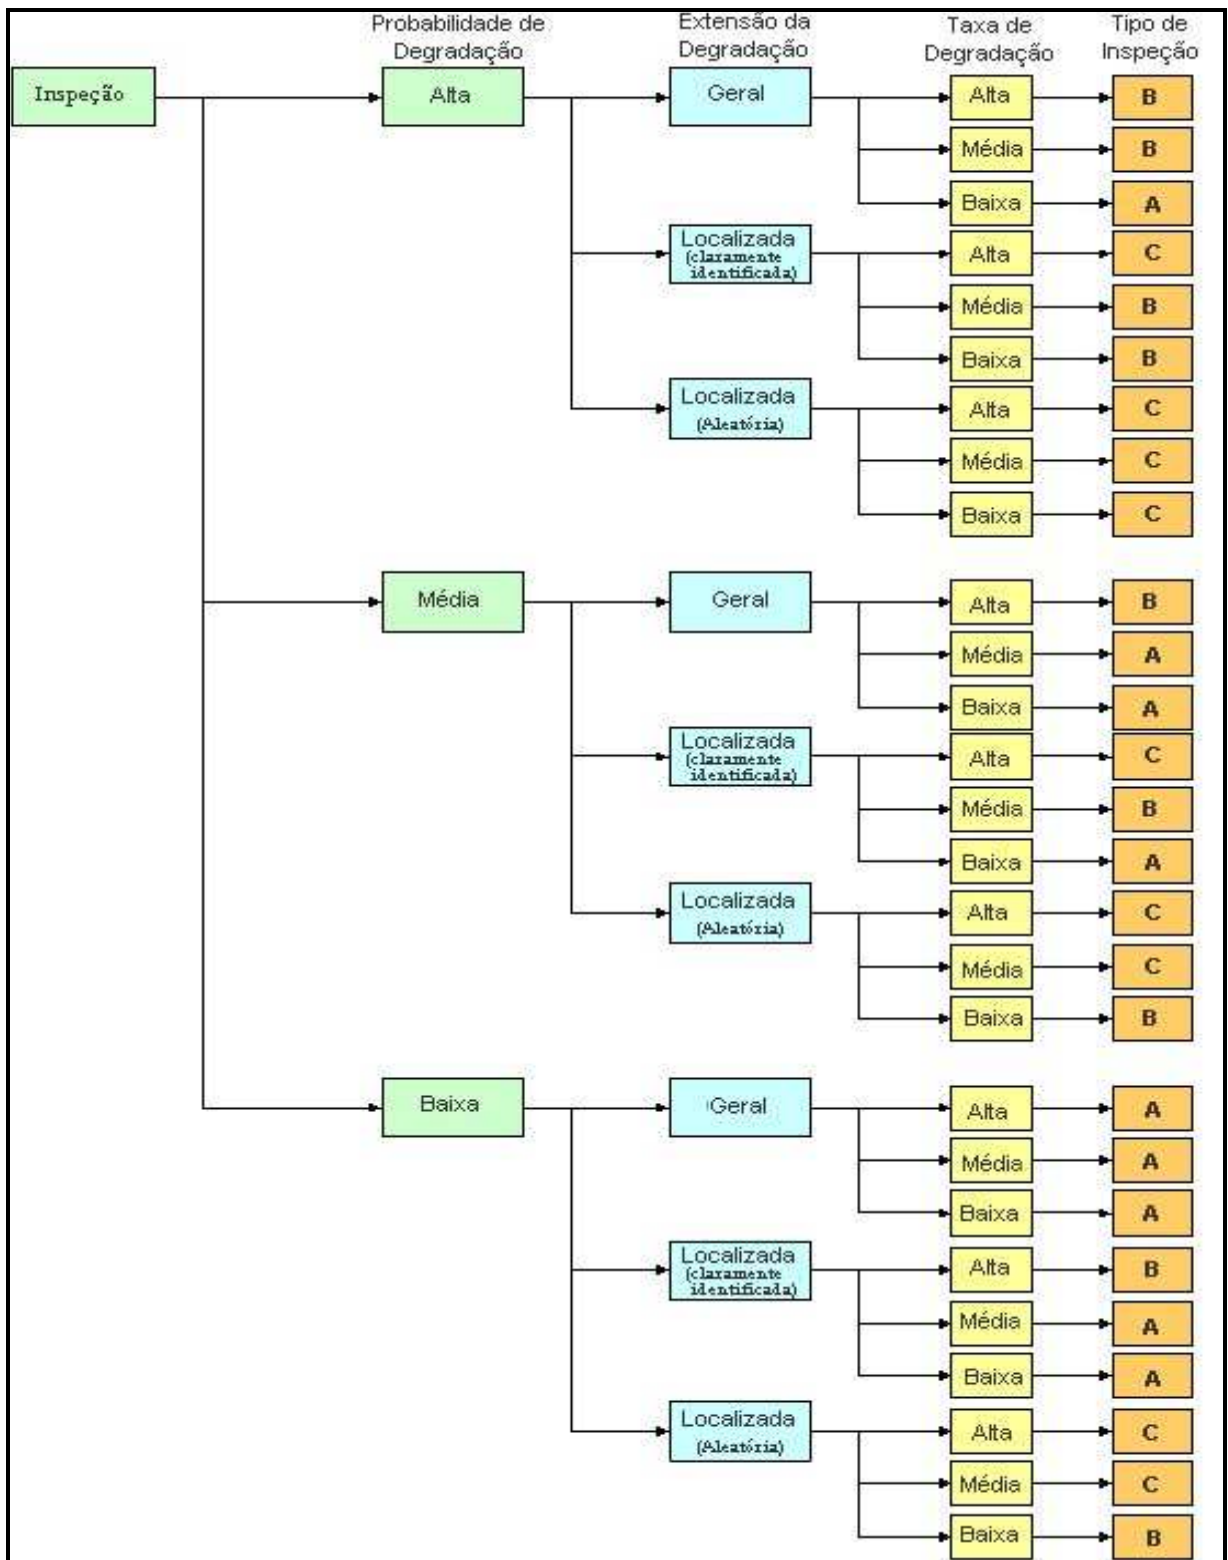 Probabilidade de
Degradação
Extensão da
Degradação
Taxa de
Degradação
Tipo de
Inspeção
Inspeção
Alta
Geral
Alta
B
Média
B
Baixa
A
Localizada
(claramente
identificada)
Alta
C
Média
B
Baixa
B
Localizada
(Aleatória)
Alta
C
Média
C
Baixa
C
Média
Geral
Alta
B
Média
A
Baixa
A
Localizada
(claramente
identificada)
Alta
C
Média
B
Baixa
A
Localizada
(Aleatória)
Alta
C
Média
C
Baixa
B
Baixa
Geral
Alta
A
Média
A
Baixa
A
Localizada
(claramente
identificada)
Alta
B
Média
A
Baixa
A
Localizada
(Aleatória)
Alta
C
Média
C
Baixa
B